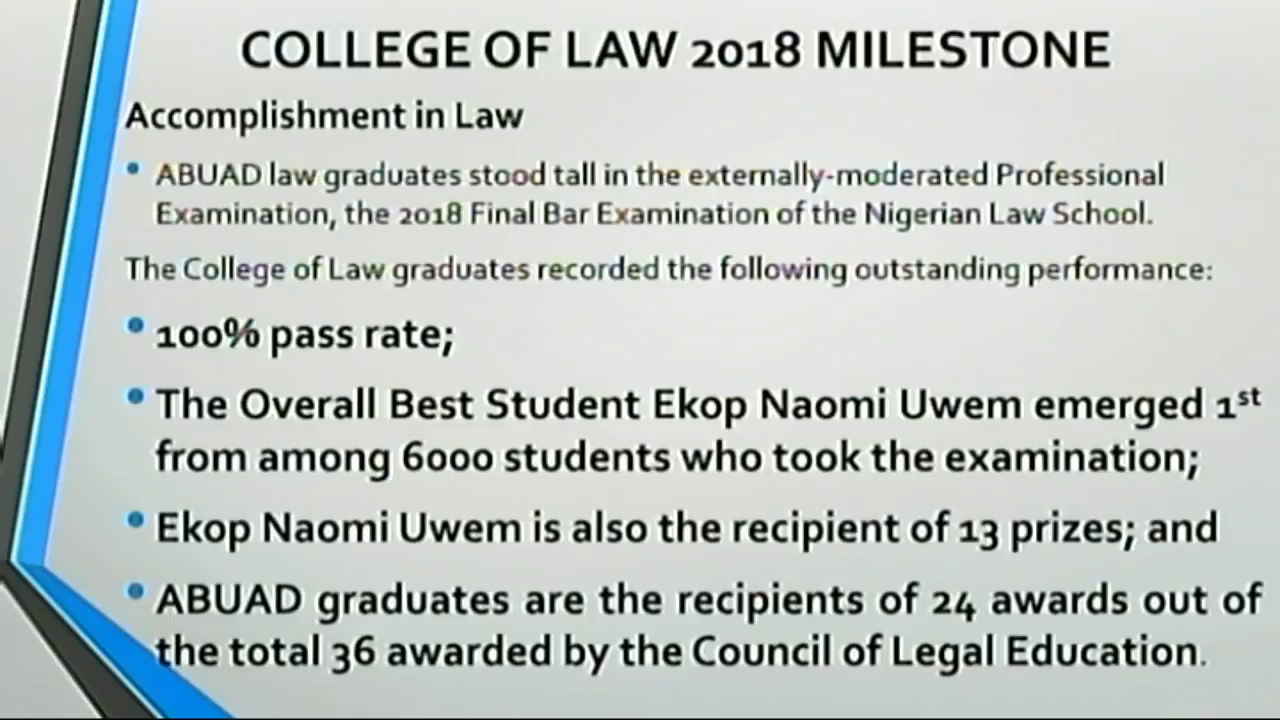 COLLEGE OF LAW 2018 MILESTONE
Accomplishment in Law
• ABUAD law graduates stood tall in the externally-moderated Professional
Examination, the 2018 Final Bar Examination of the Nigerian Law School.
The College of Law graduates recorded the following outstanding performance:
• 100% pass rate;
• The Overall Best Student Ekop Naomi Uwem emerged 1st
from among 6000 students who took the examination;
• Ekop Naomi Uwem is also the recipient of 13 prizes; and
• ABUAD graduates are the recipients of 24 awards out of
the total 36 awarded by the Council of Legal Education.